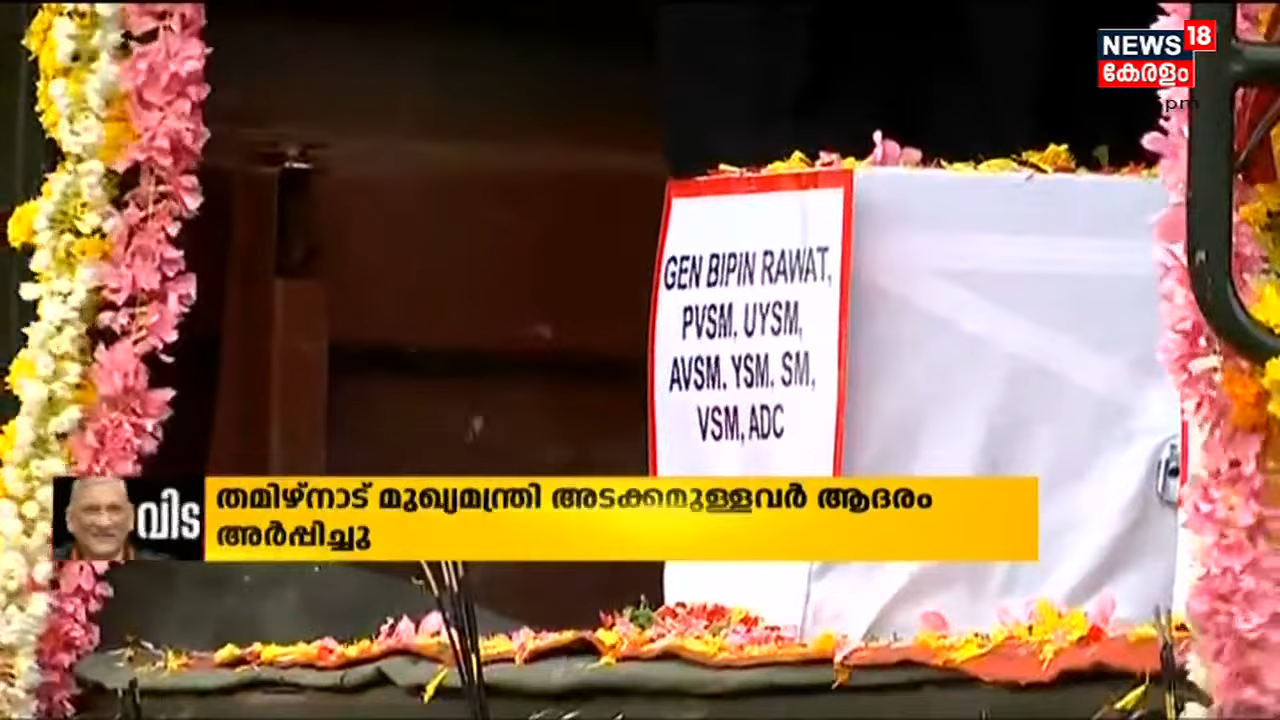 NEWS 18
കേരളം
pm
GEN BIPIN RAWAT,
PVSM, UYSM,
AVSM. YSM. SM,
VSM, ADC
വിട
തമിഴ്നാട് മുഖ്യമന്ത്രി അടക്കമുള്ളവർ ആദരം
അർപ്പിച്ചു